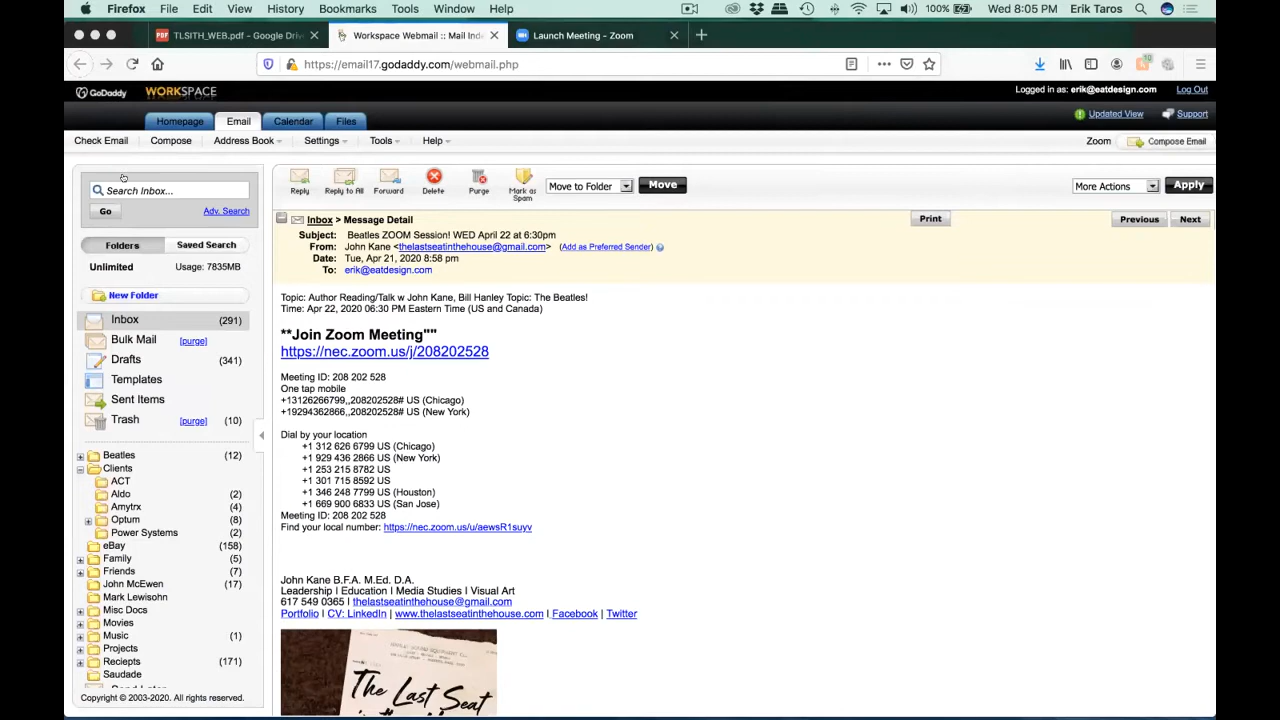 Firefox File Edit View History Bookmarks Tools Window Help 100% Wed 8:05 PM Erik Taros
TLSITH_WEB.pdf - Google Driv Workspace Webmail :: Mail Ind Launch Meeting - Zoom
https://email17.godaddy.com/webmail.php
GoDaddy WORKSPACE Logged in as: erik@eatdesign.com Log Out
Homepage Email Calendar Files Updated View Support
Check Email Compose Address Book Settings Tools Help Zoom Compose Email
Search Inbox...
Go Adv. Search
Folders Saved Search
Unlimited Usage: 7835MB
New Folder
Inbox (291)
Bulk Mail [purge]
Drafts (341)
Templates
Sent Items
Trash [purge] (10)
Beatles (12)
Clients
ACT
Aldo (2)
Amytrx (4)
Optum (8)
Power Systems (2)
eBay (158)
Family (5)
Friends (7)
John McEwen (17)
Mark Lewisohn
Misc Docs
Movies
Music (1)
Projects
Reciepts (171)
Saudade
Copyright © 2003-2020. All rights reserved.
Reply Reply to All Forward Delete Purge Mark as Spam Move to Folder Move More Actions Apply
Inbox > Message Detail Print Previous Next
Subject: Beatles ZOOM Session! WED April 22 at 6:30pm
From: John Kane <thelastseatinthehouse@gmail.com> (Add as Preferred Sender)
Date: Tue, Apr 21, 2020 8:58 pm
To: erik@eatdesign.com
Topic: Author Reading/Talk w John Kane, Bill Hanley Topic: The Beatles!
Time: Apr 22, 2020 06:30 PM Eastern Time (US and Canada)
**Join Zoom Meeting""
https://nec.zoom.us/j/208202528
Meeting ID: 208 202 528
One tap mobile
+13126266799,,208202528# US (Chicago)
+19294362866,,208202528# US (New York)
Dial by your location
+1 312 626 6799 US (Chicago)
+1 929 436 2866 US (New York)
+1 253 215 8782 US
+1 301 715 8592 US
+1 346 248 7799 US (Houston)
+1 669 900 6833 US (San Jose)
Meeting ID: 208 202 528
Find your local number: https://nec.zoom.us/u/aewsR1suyv
John Kane B.F.A. M.Ed. D.A.
Leadership I Education I Media Studies I Visual Art
617 549 0365 I thelastseatinthehouse@gmail.com
Portfolio I CV: LinkedIn | www.thelastseatinthehouse.com I Facebook | Twitter
The Last Seat